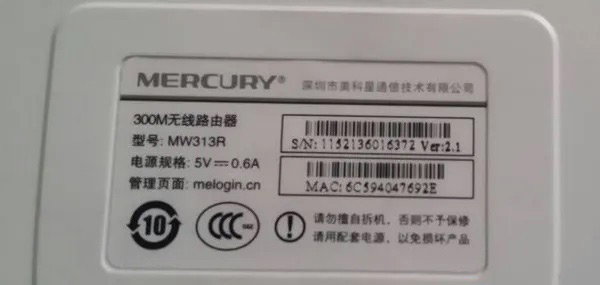 MERCURY® 深圳市美科星通信技术有限公司
300M无线路由器
型号: MW313R
S/N: 1152136016372 Ver:2.1
电源规格: 5V⎓0.6A
管理页面: melogin.cn
MAC: 6C594047692E
10
CCC
S&E
! 请勿擅自拆机，否则不予保修
请用配套电源，以免损坏产品